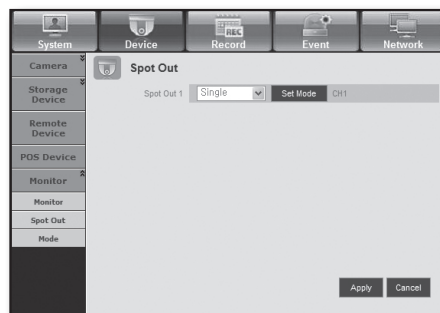 System
Device
Record
Event
Network
Camera
Storage
Device
Remote
Device
POS Device
Monitor
Monitor
Spot Out
Mode
Spot Out
Spot Out 1
Single
Set Mode
CH1
Apply
Cancel
REC